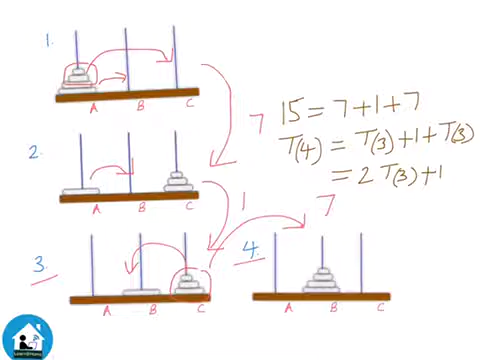 1.
A B C
7
15 = 7+1+7
T(4) = T(3)+1+T(3)
= 2 T(3)+1
2.
A B C
1
7
3.
A B C
4.
A B C